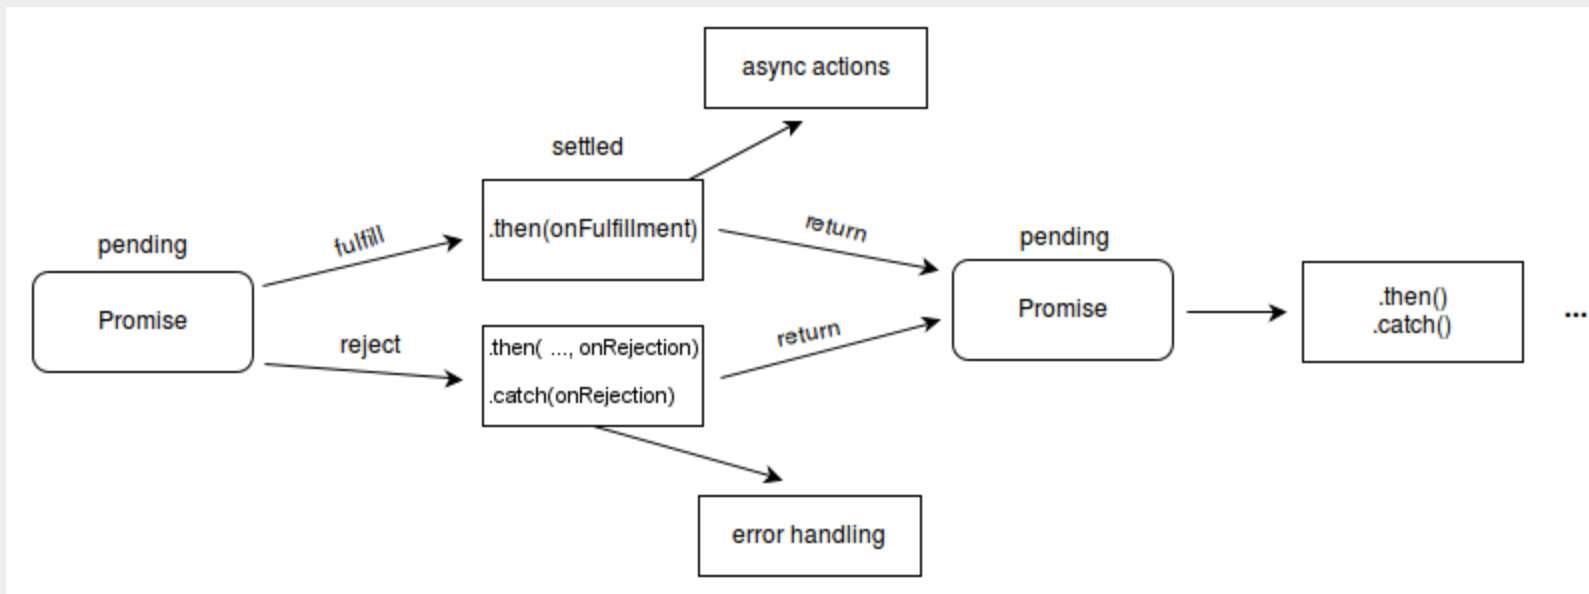 async actions
settled
.then(onFulfillment)
fulfill
return
pending
pending
Promise
Promise
reject
.then( ..., onRejection)
.catch(onRejection)
return
.then()
.catch()
...
error handling